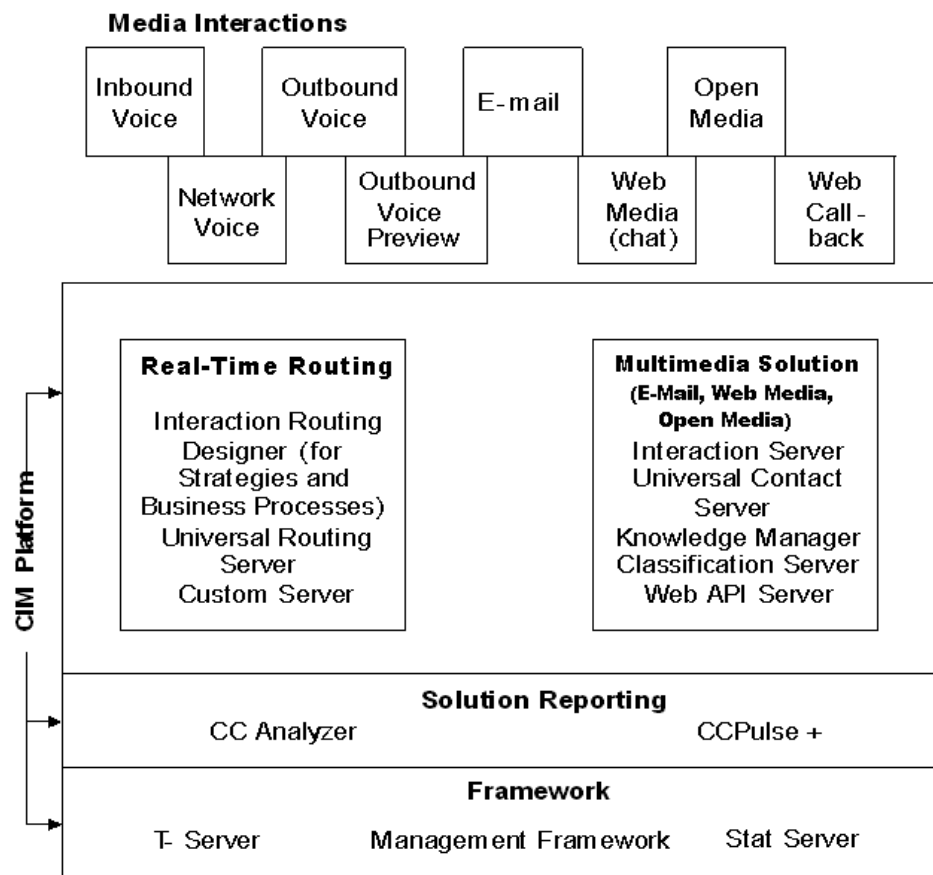 Media Interactions
Inbound
Voice
Outbound
Voice
E-mail
Open
Media
Network
Voice
Outbound
Voice
Preview
Web
Media
(chat)
Web
Call-
back
CIM Platform
Real-Time Routing
Interaction Routing
Designer (for
Strategies and
Business Processes)
Universal Routing
Server
Custom Server
Multimedia Solution
(E-Mail, Web Media,
Open Media)
Interaction Server
Universal Contact
Server
Knowledge Manager
Classification Server
Web API Server
Solution Reporting
CC Analyzer
CCPulse +
Framework
T- Server
Management Framework
Stat Server